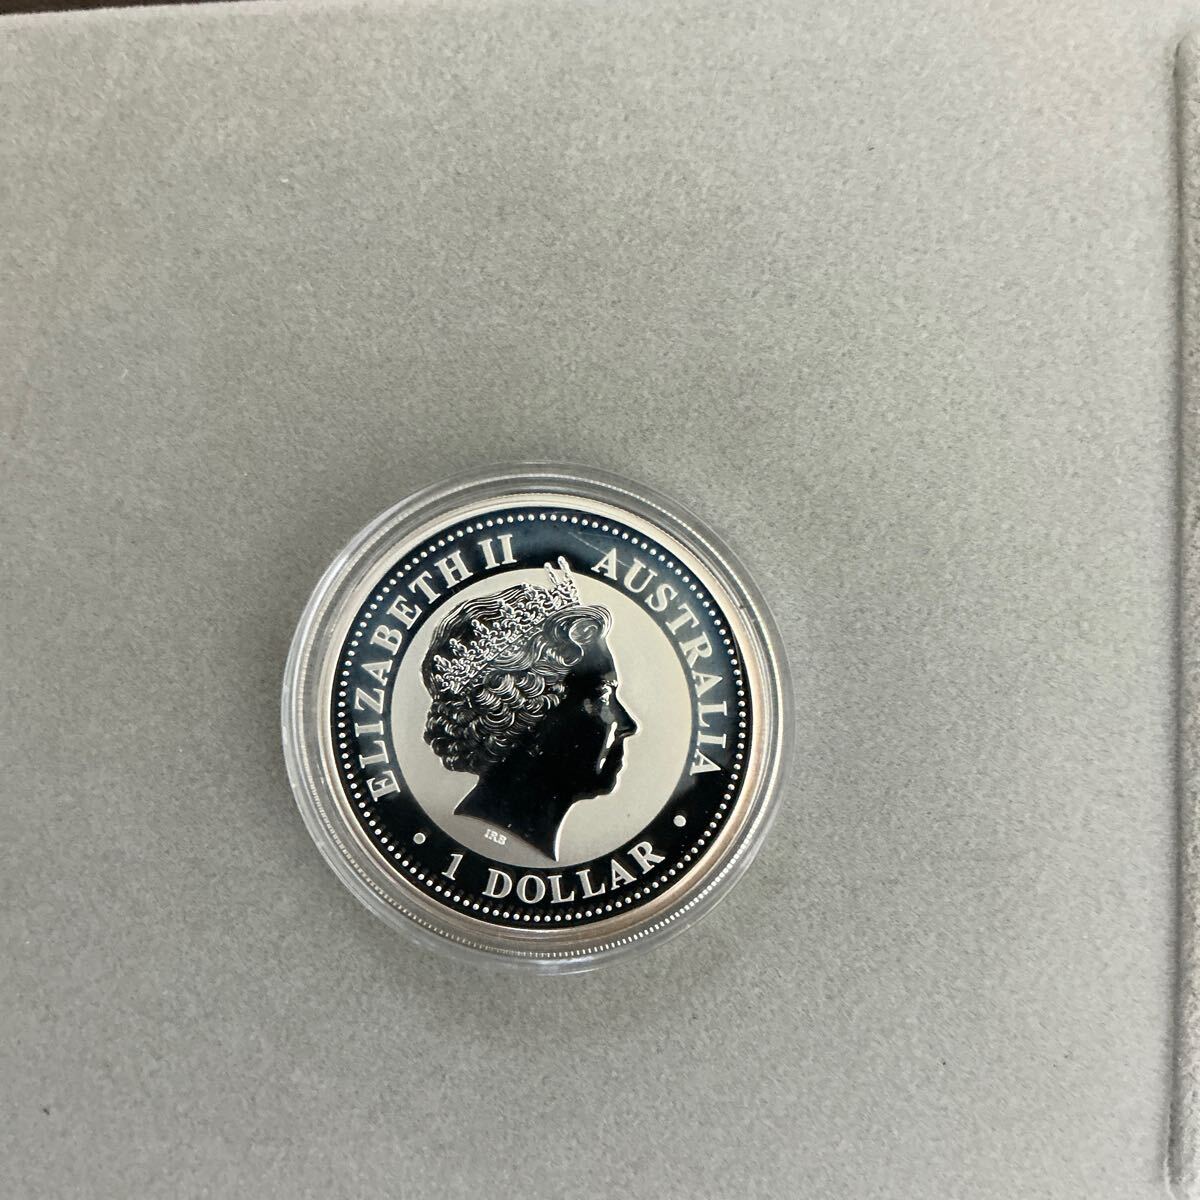 ELIZABETH II AUSTRALIA
IRB
• 1 DOLLAR •